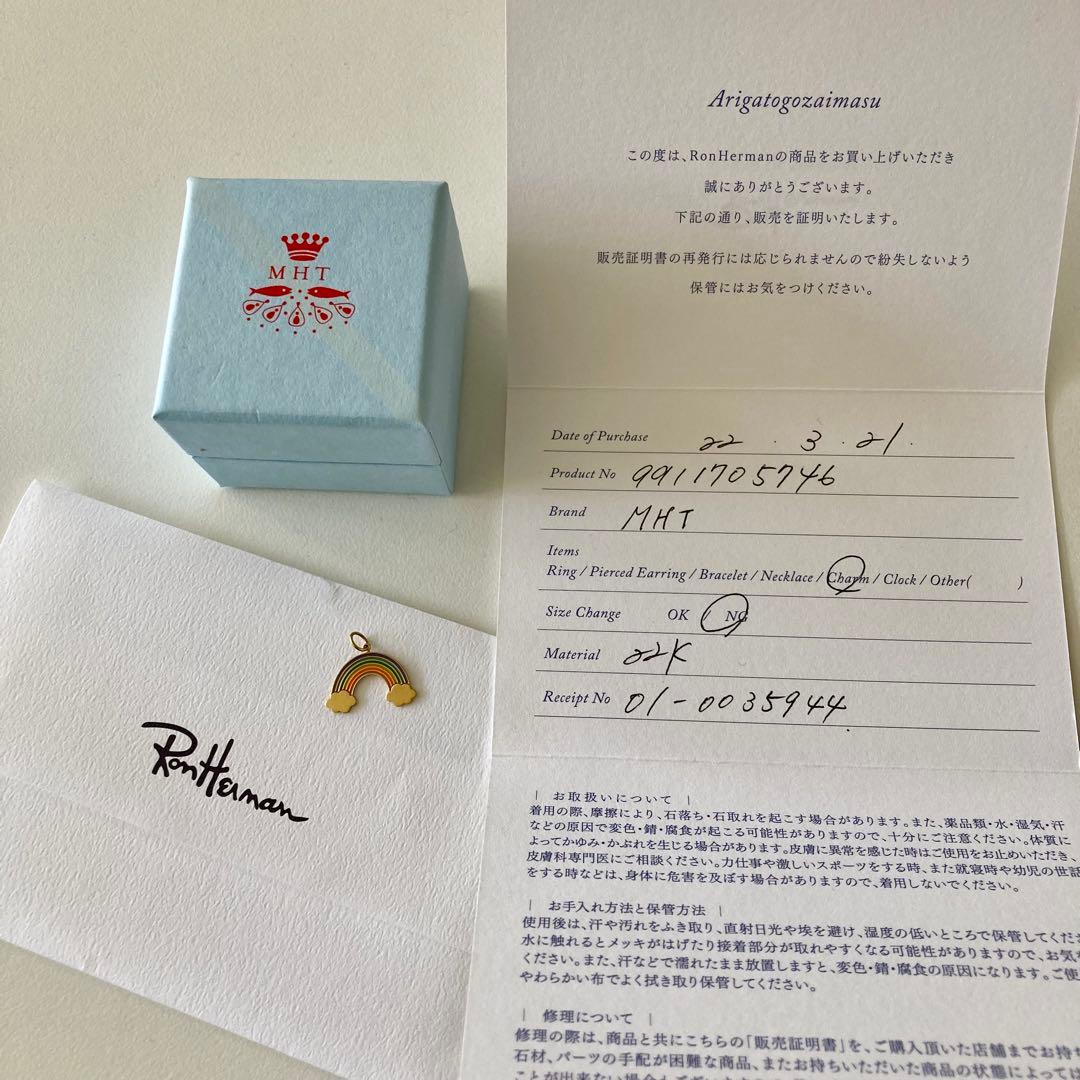 MHT
Arigatogozaimasu
この度は、RonHermanの商品をお買い上げいただき
誠にありがとうございます。
下記の通り、販売を証明いたします。
販売証明書の再発行には応じられませんので紛失しないよう
保管にはお気をつけください。
Date of Purchase 22.3.21.
Product No 9911705746
Brand MHT
Items
Ring / Pierced Earring / Bracelet / Necklace / Charm / Clock / Other( )
Size Change OK / NG
Material 22K
Receipt No 01-0035944
RonHerman
| お取扱いについて |
着用の際、摩擦により、石落ち・石取れを起こす場合があります。また、薬品類・水・湿気・汗
などの原因で変色・錆・腐食が起こる可能性がありますので、十分にご注意ください。体質に
よってかゆみ・かぶれを生じる場合があります。皮膚に異常を感じた時はご使用をお止めいただき、
皮膚科専門医にご相談ください。力仕事や激しいスポーツをする時、また就寝時や幼児の世話
をする時などは、身体に危害を及ぼす場合がありますので、着用しないでください。
| お手入れ方法と保管方法 |
使用後は、汗や汚れをふき取り、直射日光や埃を避け、湿度の低いところで保管してくださ
水に触れるとメッキがはげたり接着部分が取れやすくなる可能性がありますので、お気を
ください。また、汗などで濡れたまま放置しますと、変色・錆・腐食の原因になります。ご使
やわらかい布でよく拭き取り保管してください。
| 修理について |
修理の際は、商品と共にこちらの「販売証明書」を、ご購入頂いた店舗までお持ち
石材、パーツの手配が困難な商品、またお持ちいただいた商品の状態によっては